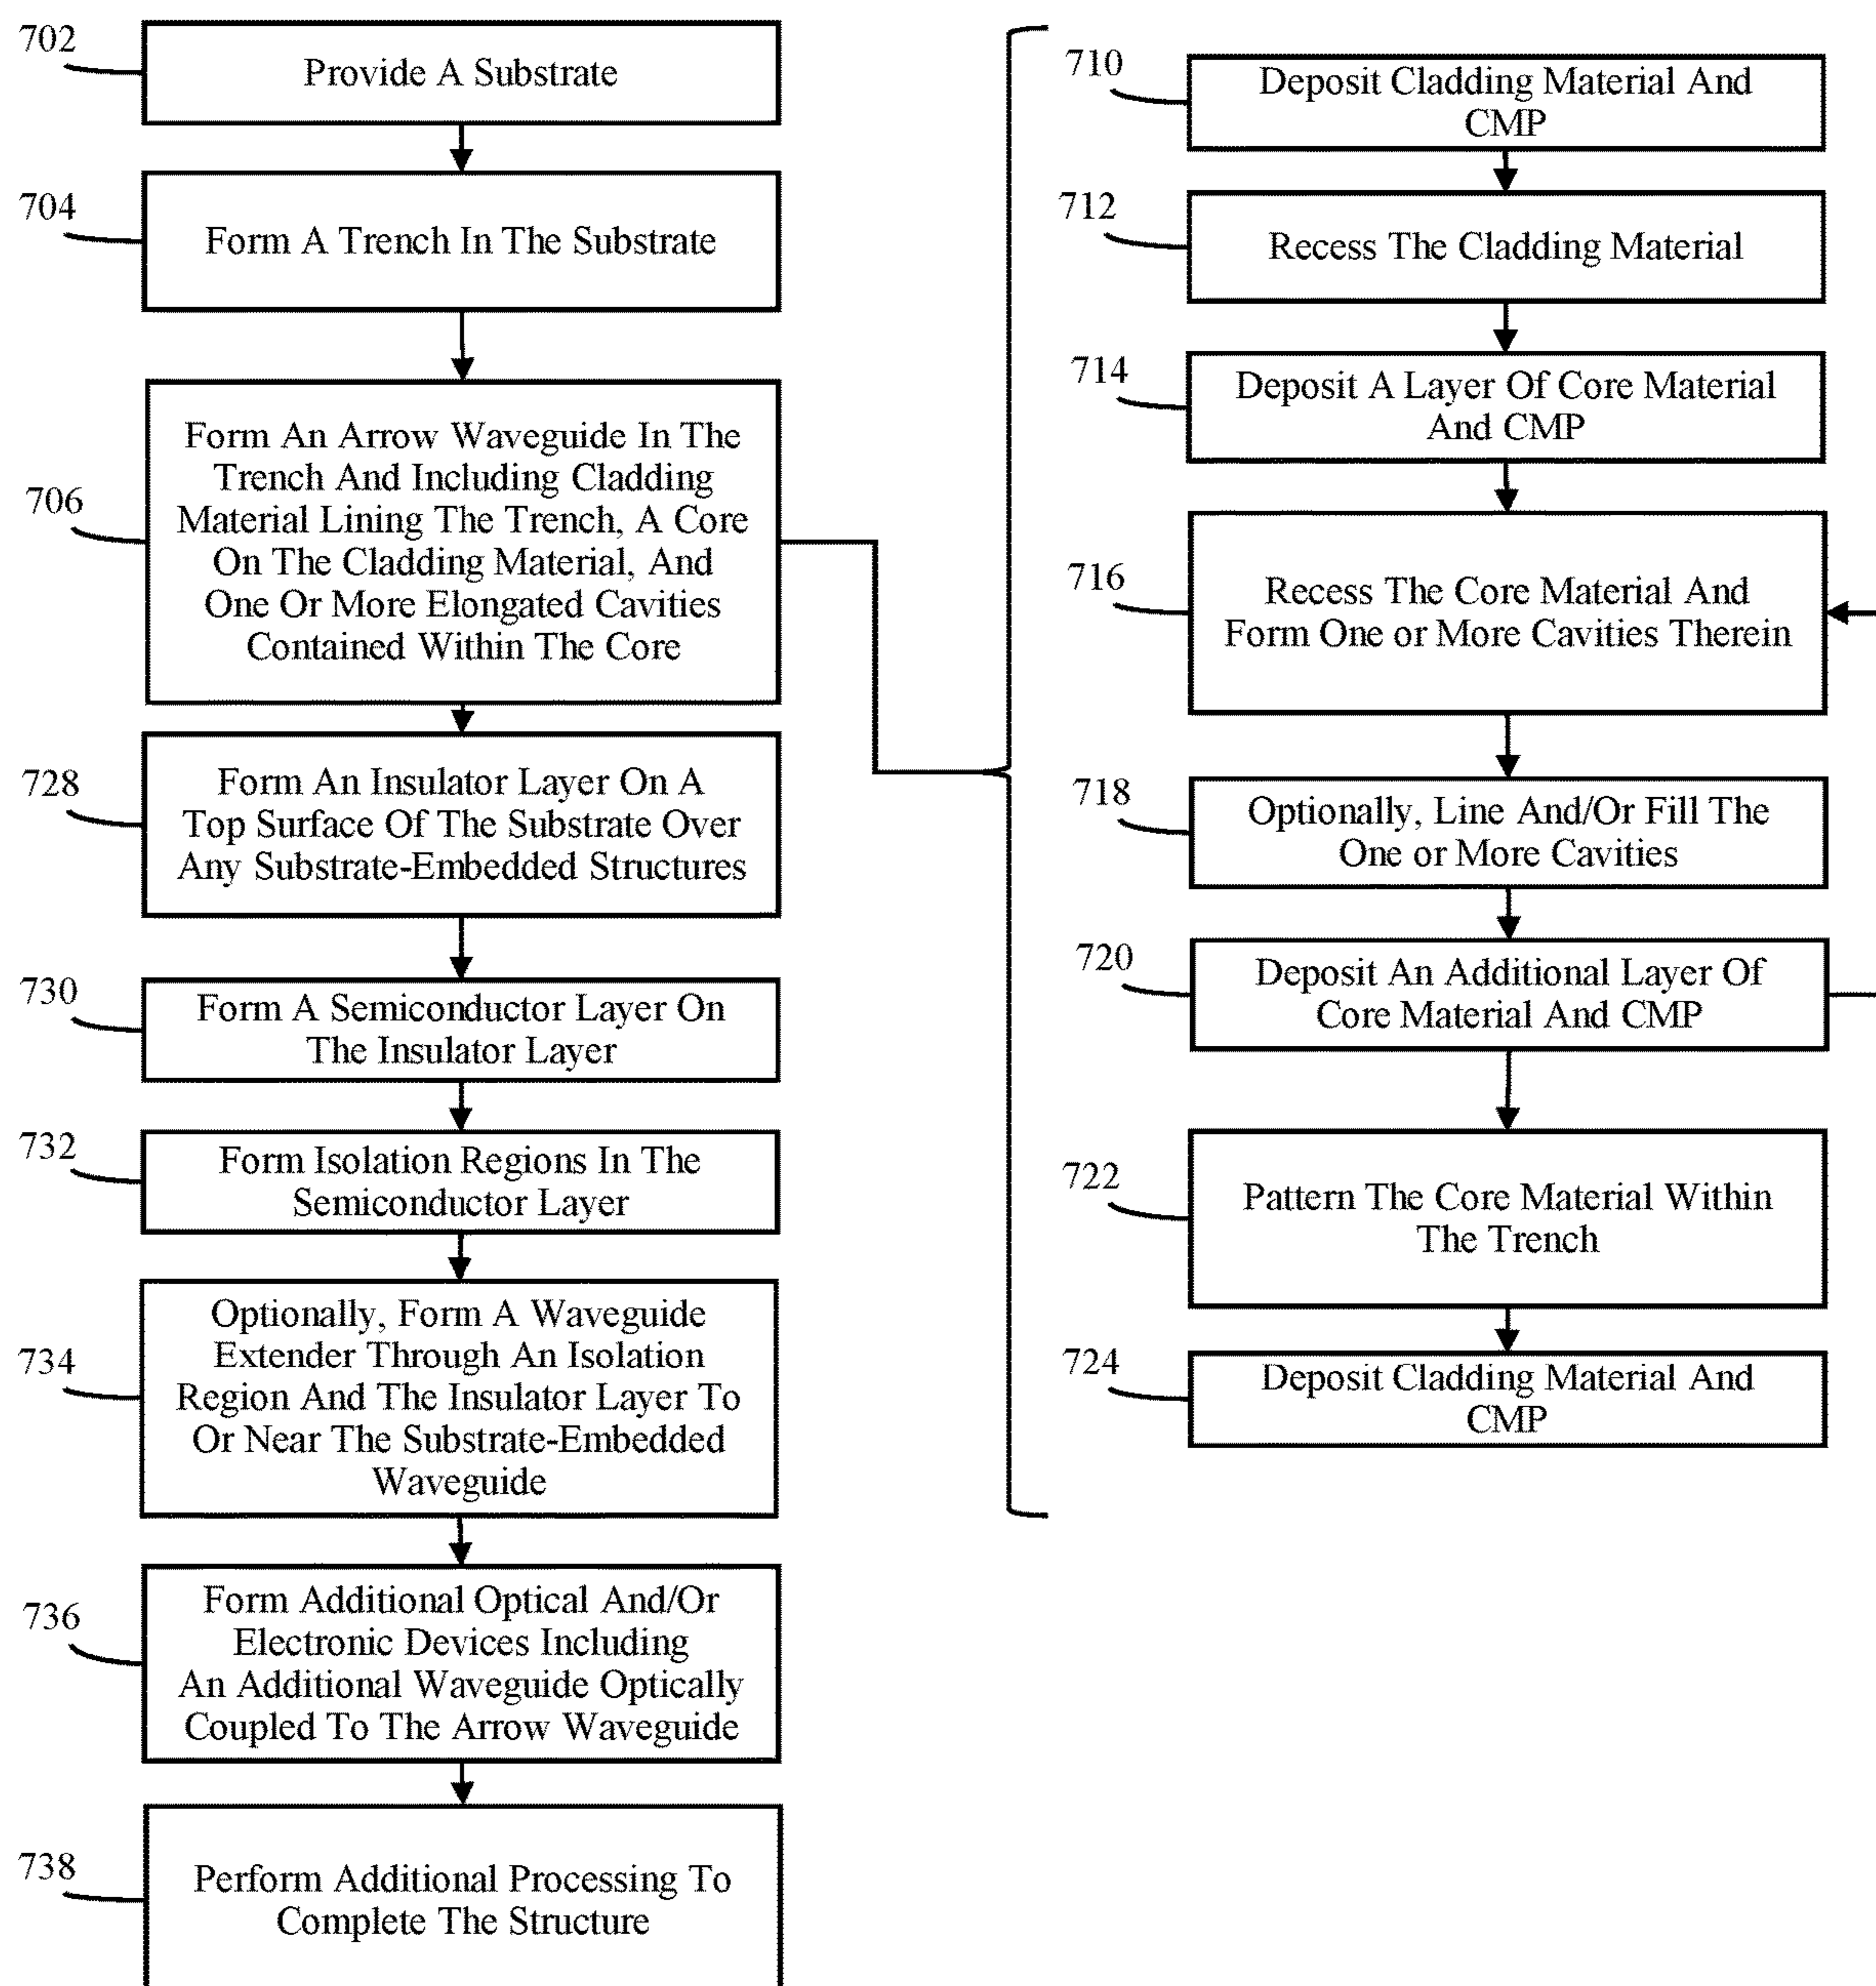 702
Provide A Substrate
704
Form A Trench In The Substrate
706
Form An Arrow Waveguide In The
Trench And Including Cladding
Material Lining The Trench, A Core
On The Cladding Material, And
One Or More Elongated Cavities
Contained Within The Core
728
Form An Insulator Layer On A
Top Surface Of The Substrate Over
Any Substrate-Embedded Structures
730
Form A Semiconductor Layer On
The Insulator Layer
732
Form Isolation Regions In The
Semiconductor Layer
734
Optionally, Form A Waveguide
Extender Through An Isolation
Region And The Insulator Layer To
Or Near The Substrate-Embedded
Waveguide
736
Form Additional Optical And/Or
Electronic Devices Including
An Additional Waveguide Optically
Coupled To The Arrow Waveguide
738
Perform Additional Processing To
Complete The Structure
710
Deposit Cladding Material And
CMP
712
Recess The Cladding Material
714
Deposit A Layer Of Core Material
And CMP
716
Recess The Core Material And
Form One or More Cavities Therein
718
Optionally, Line And/Or Fill The
One or More Cavities
720
Deposit An Additional Layer Of
Core Material And CMP
722
Pattern The Core Material Within
The Trench
724
Deposit Cladding Material And
CMP